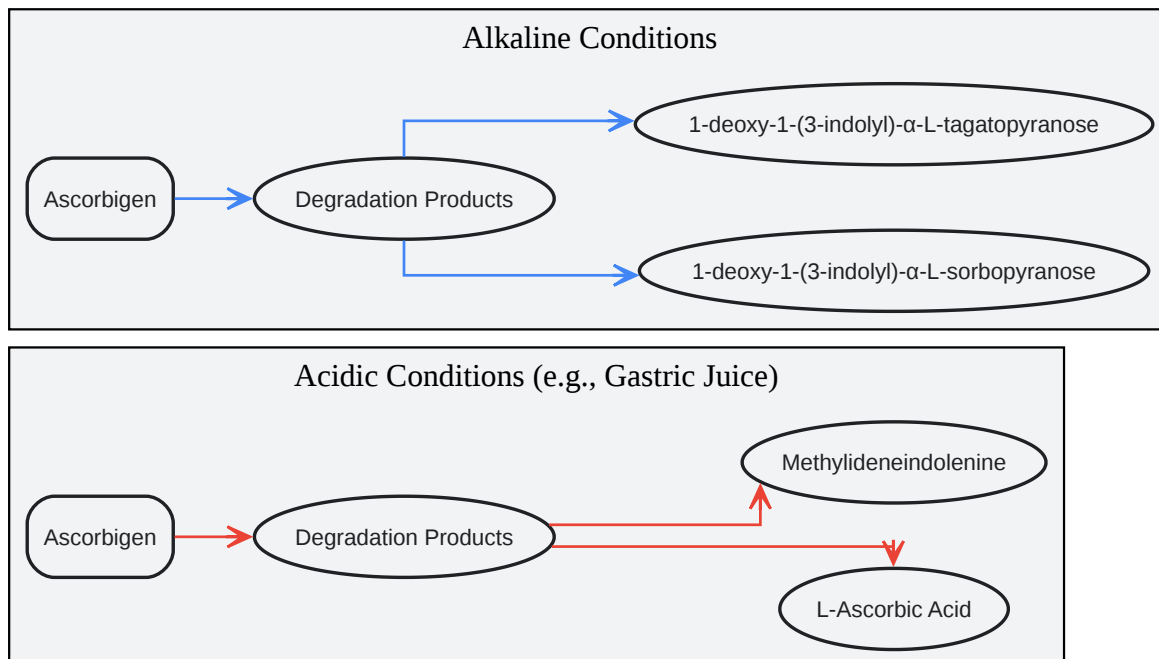 Alkaline Conditions
1-deoxy-1-(3-indolyl)-α-L-tagatopyranose
Ascorbigen
Degradation Products
1-deoxy-1-(3-indolyl)-α-L-sorbopyranose
Acidic Conditions (e.g., Gastric Juice)
Methylideneindolenine
Ascorbigen
Degradation Products
L-Ascorbic Acid